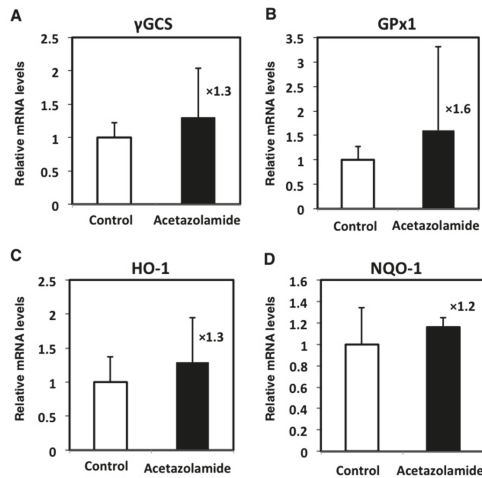 A
γGCS
Relative mRNA levels
2.5
2
1.5
1
0.5
0
×1.3
Control Acetazolamide
B
GPx1
Relative mRNA levels
3.5
3
2.5
2
1.5
1
0.5
0
×1.6
Control Acetazolamide
C
HO-1
Relative mRNA levels
2.5
2
1.5
1
0.5
0
×1.3
Control Acetazolamide
D
NQO-1
Relative mRNA levels
1.6
1.4
1.2
1
0.8
0.6
0.4
0.2
0
×1.2
Control Acetazolamide